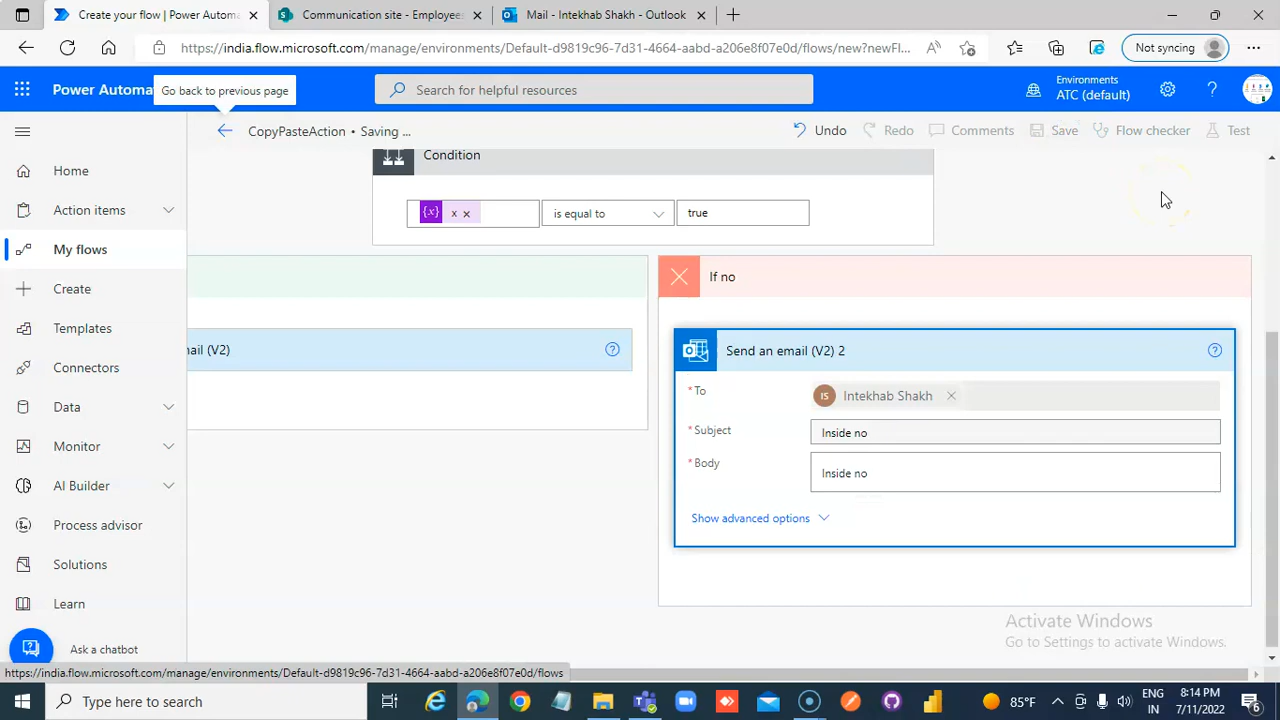 Create your flow | Power Automat
Communication site - Employees
Mail - Intekhab Shakh - Outlook
https://india.flow.microsoft.com/manage/environments/Default-d9819c96-7d31-4664-aabd-a206e8f07e0d/flows/new?newFl...
Not syncing
Power Automa
Go back to previous page
Search for helpful resources
Environments
ATC (default)
CopyPasteAction • Saving ...
Undo
Redo
Comments
Save
Flow checker
Test
Home
Action items
My flows
Create
Templates
Connectors
Data
Monitor
AI Builder
Process advisor
Solutions
Learn
Ask a chatbot
Condition
{x} x
is equal to
true
If no
ail (V2)
Send an email (V2) 2
* To
IS Intekhab Shakh
* Subject
Inside no
* Body
Inside no
Show advanced options
Activate Windows
Go to Settings to activate Windows.
https://india.flow.microsoft.com/manage/environments/Default-d9819c96-7d31-4664-aabd-a206e8f07e0d/flows
Type here to search
85°F
ENG
IN
8:14 PM
7/11/2022
6